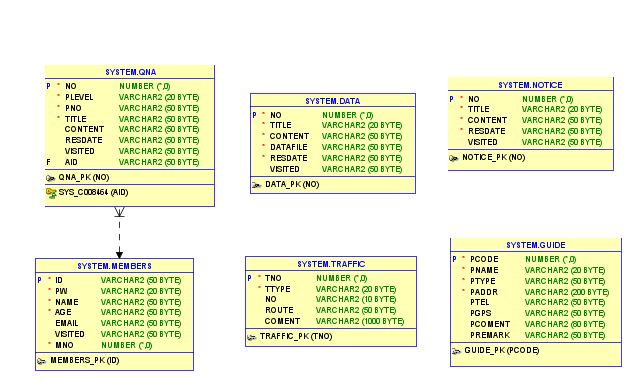 SYSTEM.QNA
P * NO NUMBER (*,0)
* PLEVEL VARCHAR2 (20 BYTE)
* PNO VARCHAR2 (50 BYTE)
* TITLE VARCHAR2 (50 BYTE)
CONTENT VARCHAR2 (50 BYTE)
RESDATE VARCHAR2 (50 BYTE)
VISITED VARCHAR2 (50 BYTE)
F AID VARCHAR2 (50 BYTE)
QNA_PK (NO)
SYS_C008464 (AID)
SYSTEM.DATA
P * NO NUMBER (*,0)
* TITLE VARCHAR2 (20 BYTE)
* CONTENT VARCHAR2 (50 BYTE)
* DATAFILE VARCHAR2 (50 BYTE)
* RESDATE VARCHAR2 (50 BYTE)
VISITED VARCHAR2 (50 BYTE)
DATA_PK (NO)
SYSTEM.NOTICE
P * NO NUMBER (*,0)
* TITLE VARCHAR2 (20 BYTE)
* CONTENT VARCHAR2 (50 BYTE)
* RESDATE VARCHAR2 (50 BYTE)
VISITED VARCHAR2 (50 BYTE)
NOTICE_PK (NO)
SYSTEM.MEMBERS
P * ID VARCHAR2 (50 BYTE)
* PW VARCHAR2 (20 BYTE)
* NAME VARCHAR2 (50 BYTE)
* AGE VARCHAR2 (50 BYTE)
EMAIL VARCHAR2 (50 BYTE)
VISITED VARCHAR2 (50 BYTE)
* MNO NUMBER (*,0)
MEMBERS_PK (ID)
SYSTEM.TRAFFIC
P * TNO NUMBER (*,0)
* TTYPE VARCHAR2 (20 BYTE)
NO VARCHAR2 (10 BYTE)
ROUTE VARCHAR2 (50 BYTE)
COMENT VARCHAR2 (1000 BYTE)
TRAFFIC_PK (TNO)
SYSTEM.GUIDE
P * PCODE NUMBER (*,0)
* PNAME VARCHAR2 (20 BYTE)
* PTYPE VARCHAR2 (50 BYTE)
* PADDR VARCHAR2 (200 BYTE)
PTEL VARCHAR2 (50 BYTE)
PGPS VARCHAR2 (50 BYTE)
PCOMENT VARCHAR2 (80 BYTE)
PREMARK VARCHAR2 (50 BYTE)
GUIDE_PK (PCODE)